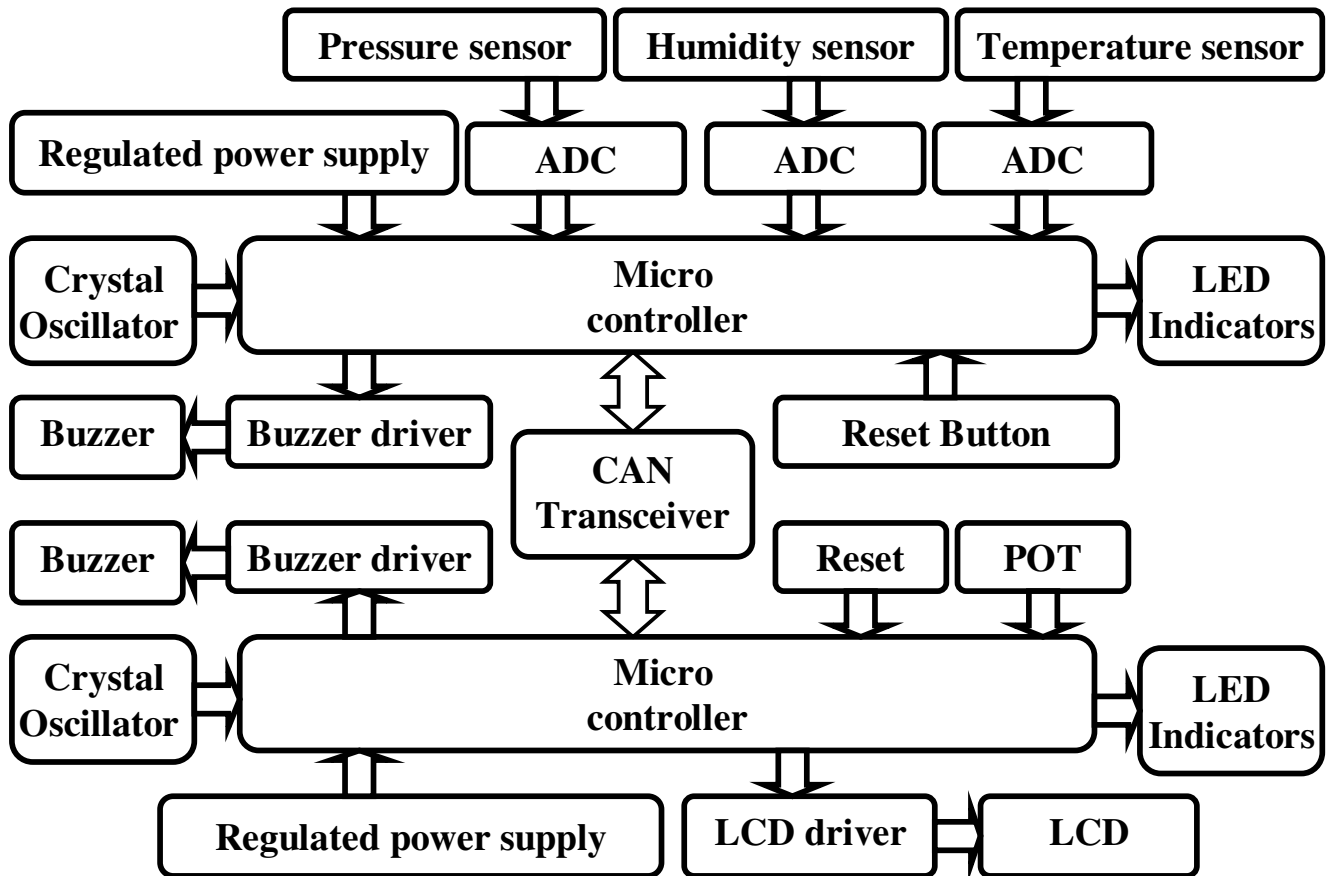 Pressure sensor
Humidity sensor
Temperature sensor
Regulated power supply
ADC
ADC
ADC
Crystal
Oscillator
Micro
controller
LED
Indicators
Buzzer
Buzzer driver
CAN
Transceiver
Reset Button
Buzzer
Buzzer driver
Reset
POT
Crystal
Oscillator
Micro
controller
LED
Indicators
Regulated power supply
LCD driver
LCD